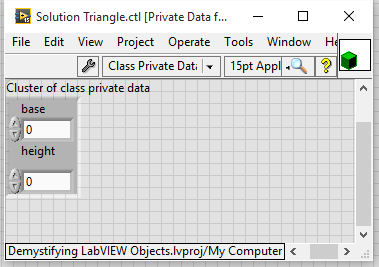 Solution Triangle.ctl [Private Data f...
File Edit View Project Operate Tools Window He
Class Private Data 15pt Appl ?
Cluster of class private data
base
0
height
0
Demystifying LabVIEW Objects.lvproj/My Computer